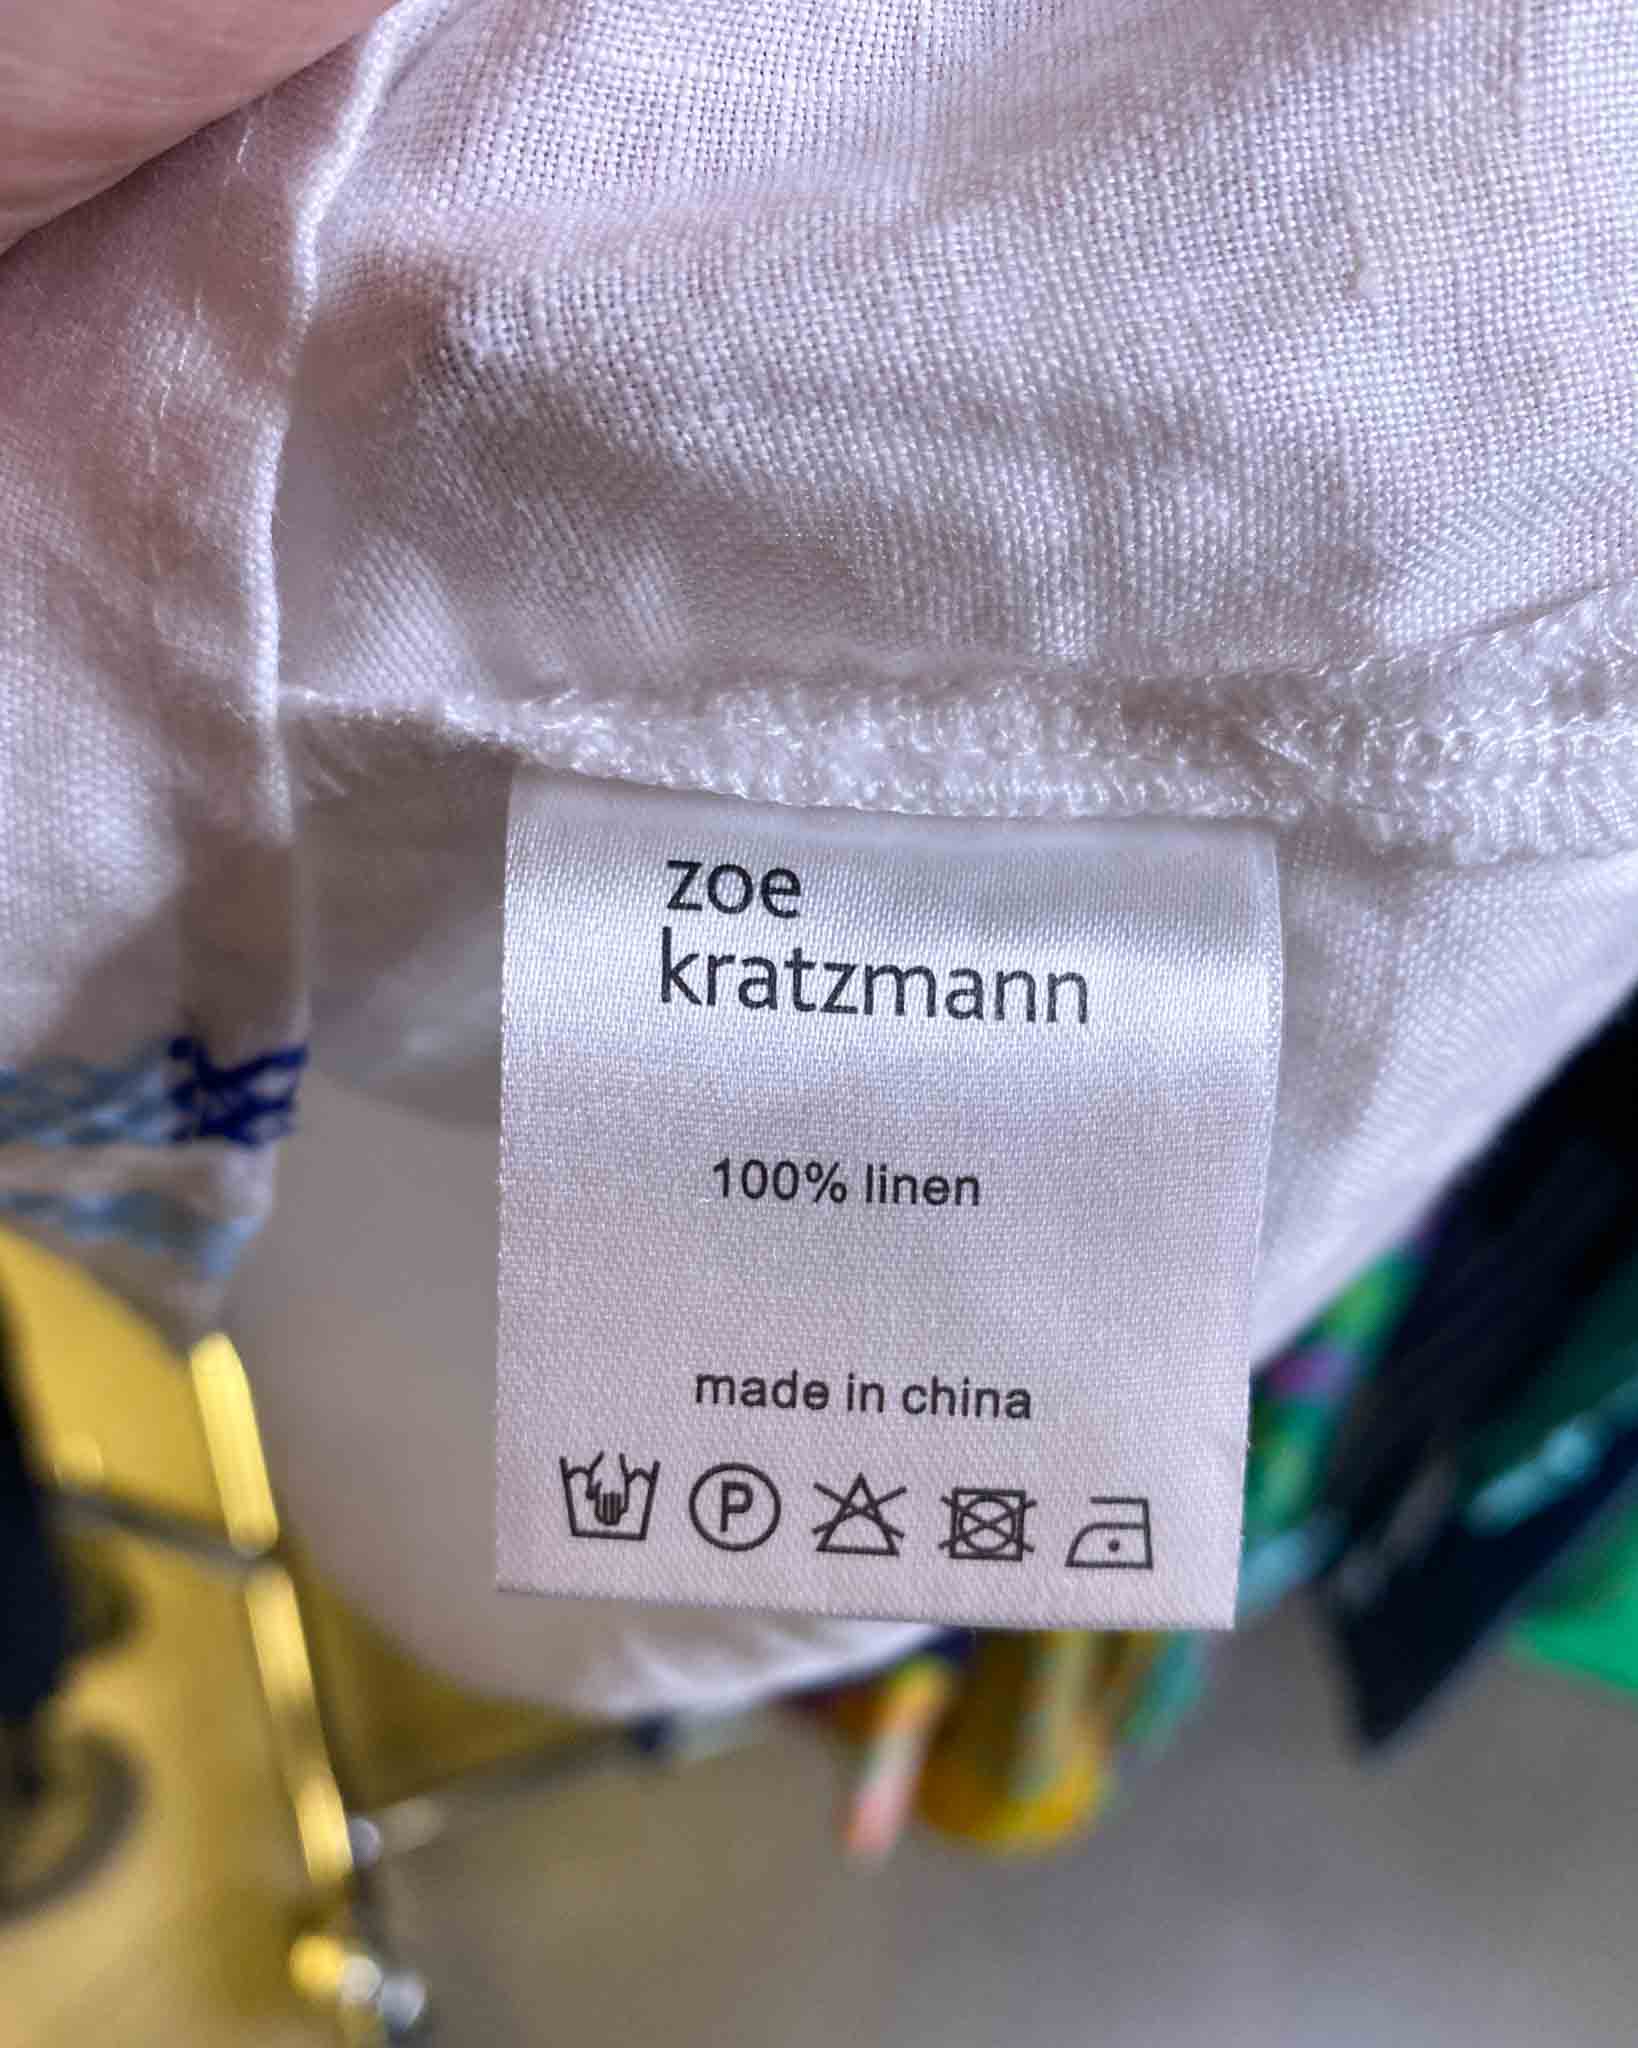 zoe
kratzmann
100% linen
made in china
P